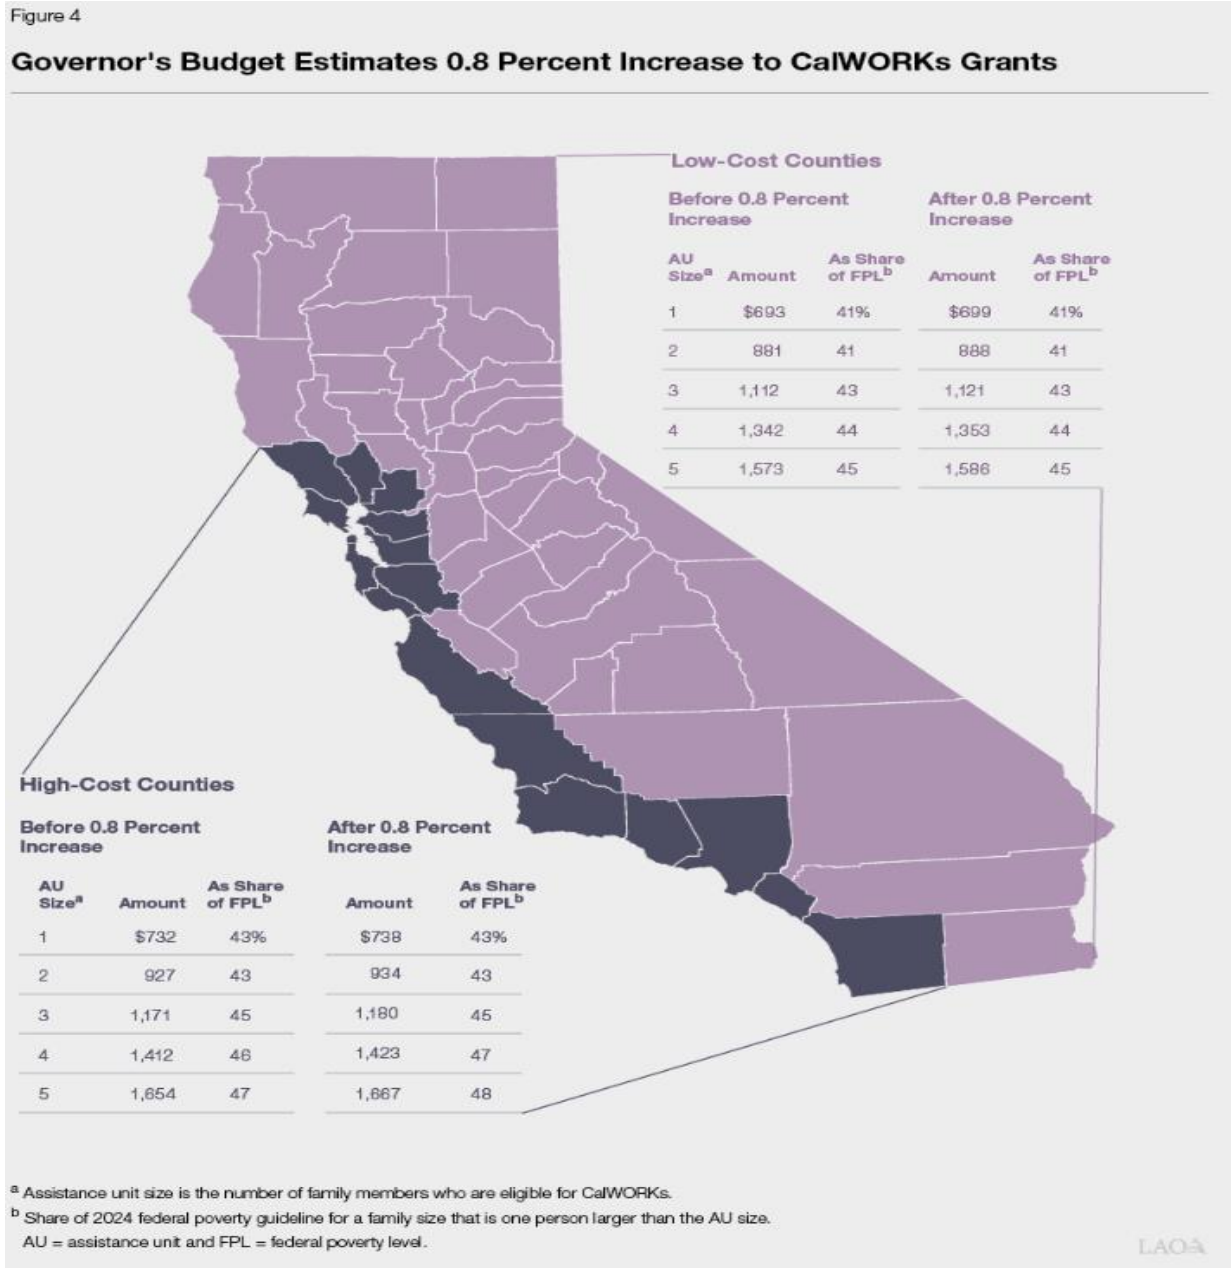 Figure 4
Governor's Budget Estimates 0.8 Percent Increase to CalWORKs Grants
Low-Cost Counties
Before 0.8 Percent Increase
After 0.8 Percent Increase
AU Sizeᵃ Amount As Share of FPLᵇ Amount As Share of FPLᵇ
1 $693 41% $699 41%
2 881 41 888 41
3 1,112 43 1,121 43
4 1,342 44 1,353 44
5 1,573 45 1,586 45
High-Cost Counties
Before 0.8 Percent Increase
After 0.8 Percent Increase
AU Sizeᵃ Amount As Share of FPLᵇ Amount As Share of FPLᵇ
1 $732 43% $738 43%
2 927 43 934 43
3 1,171 45 1,180 45
4 1,412 46 1,423 47
5 1,654 47 1,667 48
ᵃ Assistance unit size is the number of family members who are eligible for CalWORKs.
ᵇ Share of 2024 federal poverty guideline for a family size that is one person larger than the AU size.
AU = assistance unit and FPL = federal poverty level.
LAO